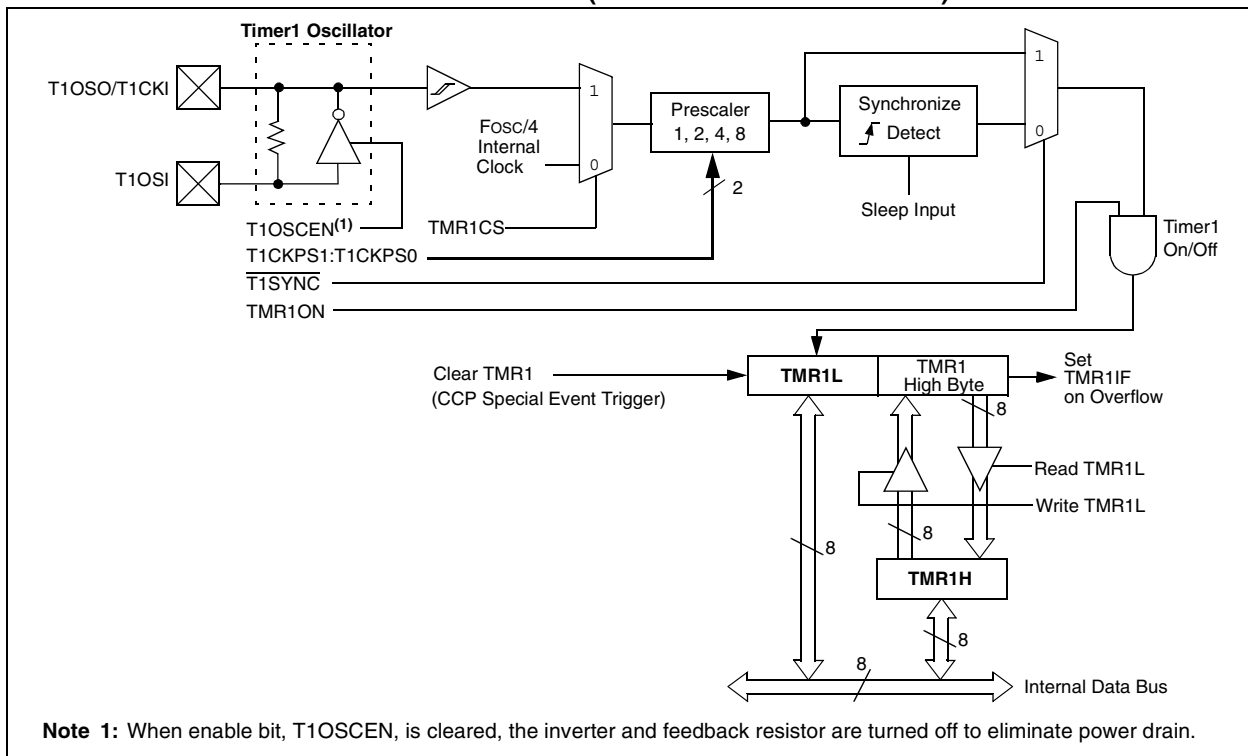 Timer1 Oscillator
T1OSO/T1CKI
T1OSI
1
0
FOSC/4
Internal
Clock
Prescaler
1, 2, 4, 8
2
Synchronize
Detect
Sleep Input
1
0
T1OSCEN(1)
TMR1CS
T1CKPS1:T1CKPS0
T1SYNC
TMR1ON
Timer1
On/Off
Clear TMR1
(CCP Special Event Trigger)
TMR1L
TMR1
High Byte
Set
TMR1IF
on Overflow
8
Read TMR1L
Write TMR1L
8
8
TMR1H
8
8
Internal Data Bus
Note 1: When enable bit, T1OSCEN, is cleared, the inverter and feedback resistor are turned off to eliminate power drain.